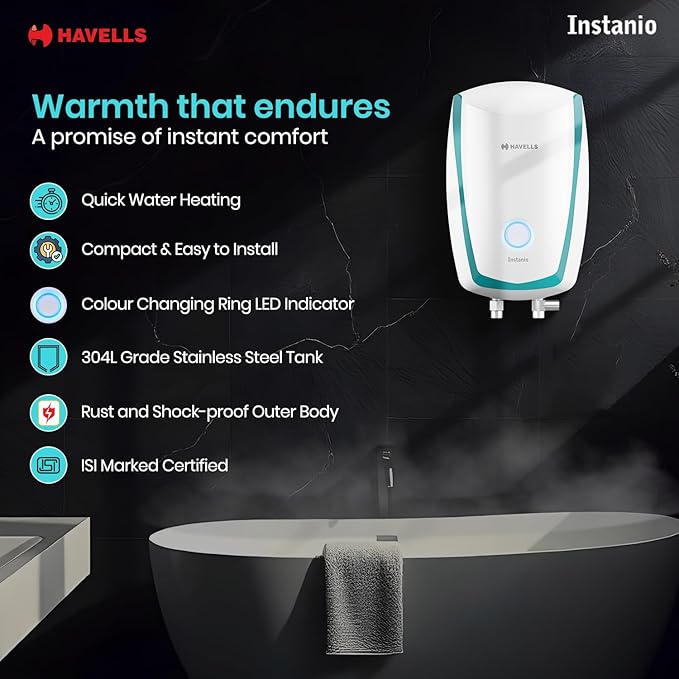 HAVELLS
Instanio
Warmth that endures
A promise of instant comfort
HAVELLS
Quick Water Heating
Instanio
Compact & Easy to Install
Colour Changing Ring LED Indicator
304L Grade Stainless Steel Tank
Rust and Shock-proof Outer Body
ISI
ISI Marked Certified